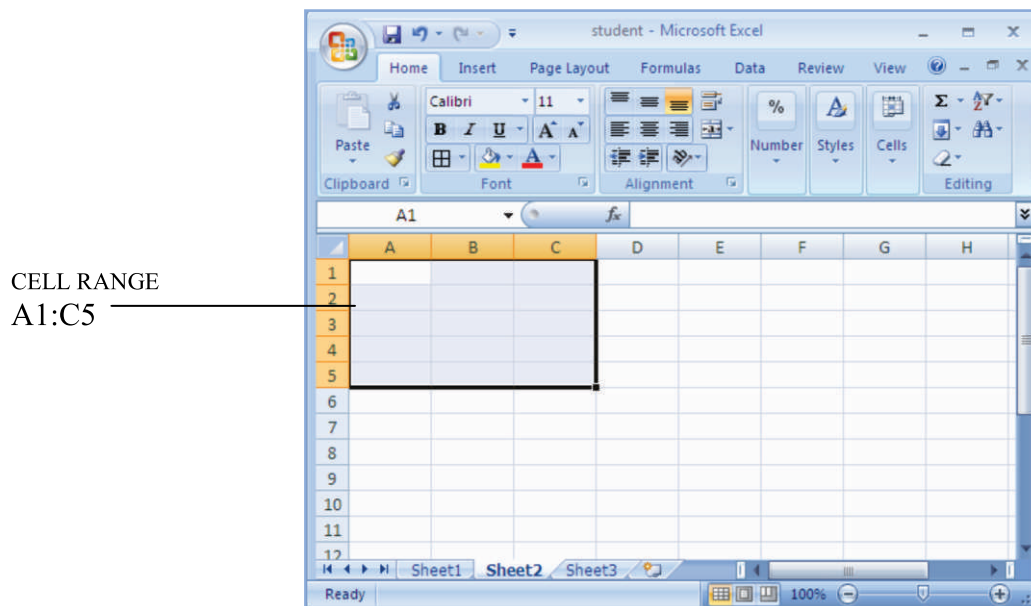 student - Microsoft Excel
Home Insert Page Layout Formulas Data Review View
Calibri 11 Σ
B I U A A % A
Paste Number Styles Cells
A
Clipboard Font Alignment Editing
A1 fx
A B C D E F G H
CELL RANGE
A1:C5
1
2
3
4
5
6
7
8
9
10
11
12
Sheet1 Sheet2 Sheet3
Ready 100%